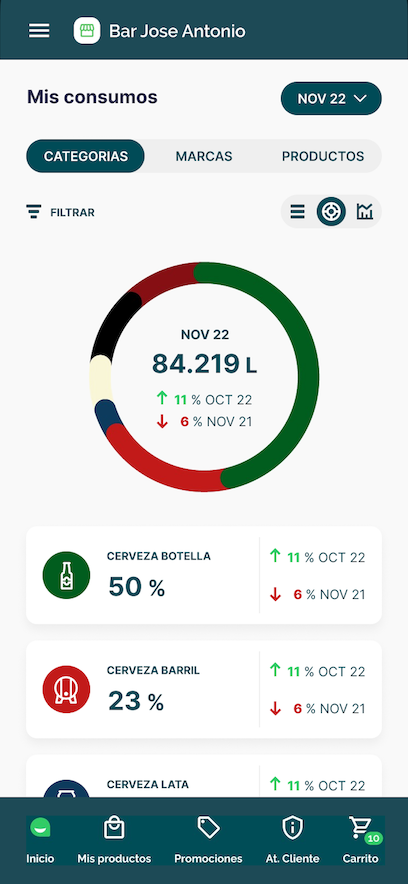 Bar Jose Antonio
Mis consumos
NOV 22
CATEGORIAS MARCAS PRODUCTOS
FILTRAR
NOV 22
84.219 L
11 % OCT 22
6 % NOV 21
CERVEZA BOTELLA
50 %
11 % OCT 22
6 % NOV 21
CERVEZA BARRIL
23 %
11 % OCT 22
6 % NOV 21
CERVEZA LATA
11 % OCT 22
10
Inicio Mis productos Promociones At. Cliente Carrito